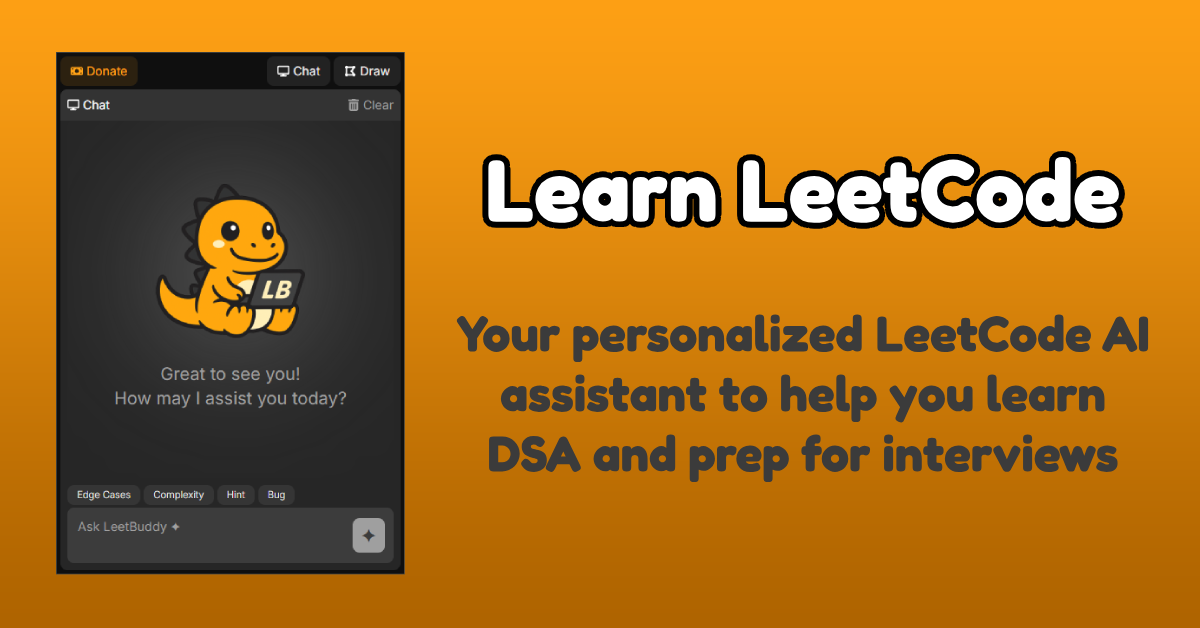 Donate
Chat
Draw
Chat
Clear
LB
Great to see you!
How may I assist you today?
Edge Cases
Complexity
Hint
Bug
Ask LeetBuddy ✦
Learn LeetCode
Your personalized LeetCode AI
assistant to help you learn
DSA and prep for interviews